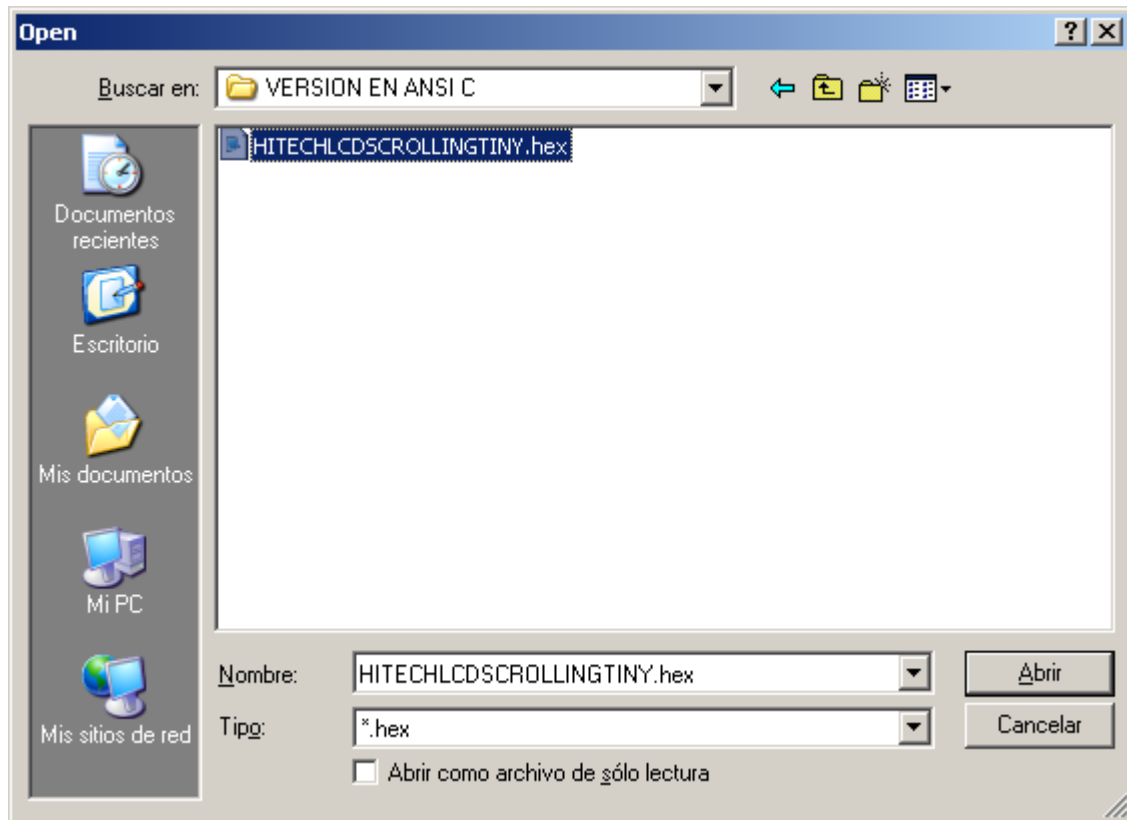 Open
Buscar en:
VERSION EN ANSI C
HITECHLCDSCROLLINGTINY.hex
Documentos
recientes
Escritorio
Mis documentos
Mi PC
Mis sitios de red
Nombre:
HITECHLCDSCROLLINGTINY.hex
Abrir
Tipo:
*.hex
Cancelar
Abrir como archivo de sólo lectura